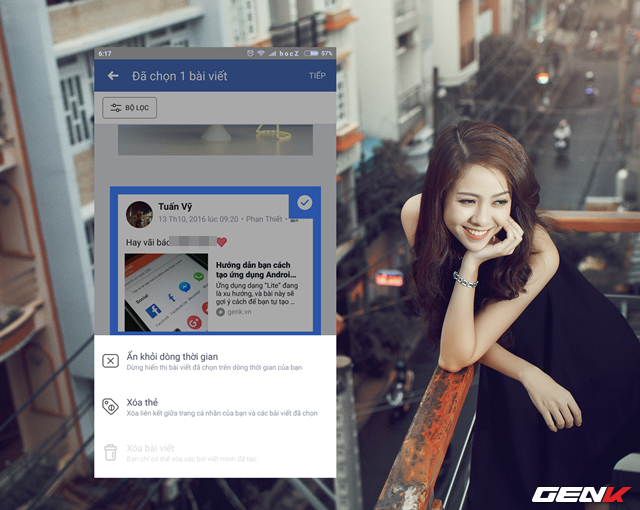 6:17
hocZ
57%
Đã chọn 1 bài viết
TIẾP
BỘ LỌC
Tuấn Vỹ
13 Th10, 2016 lúc 09:20 • Phan Thiết •
Hay vãi bác
Social
Hướng dẫn bạn cách
tạo ứng dụng Androi...
Ứng dụng dạng "Lite" đang
là xu hướng, và bài này sẽ
gợi ý cách để bạn tự tạo ...
genk.vn
Ẩn khỏi dòng thời gian
Dừng hiển thị bài viết đã chọn trên dòng thời gian của bạn
Xóa thẻ
Xóa liên kết giữa trang cá nhân của bạn và các bài viết đã chọn
Xóa bài viết
Bạn chỉ có thể xóa các bài viết mình đã tạo.
GENK